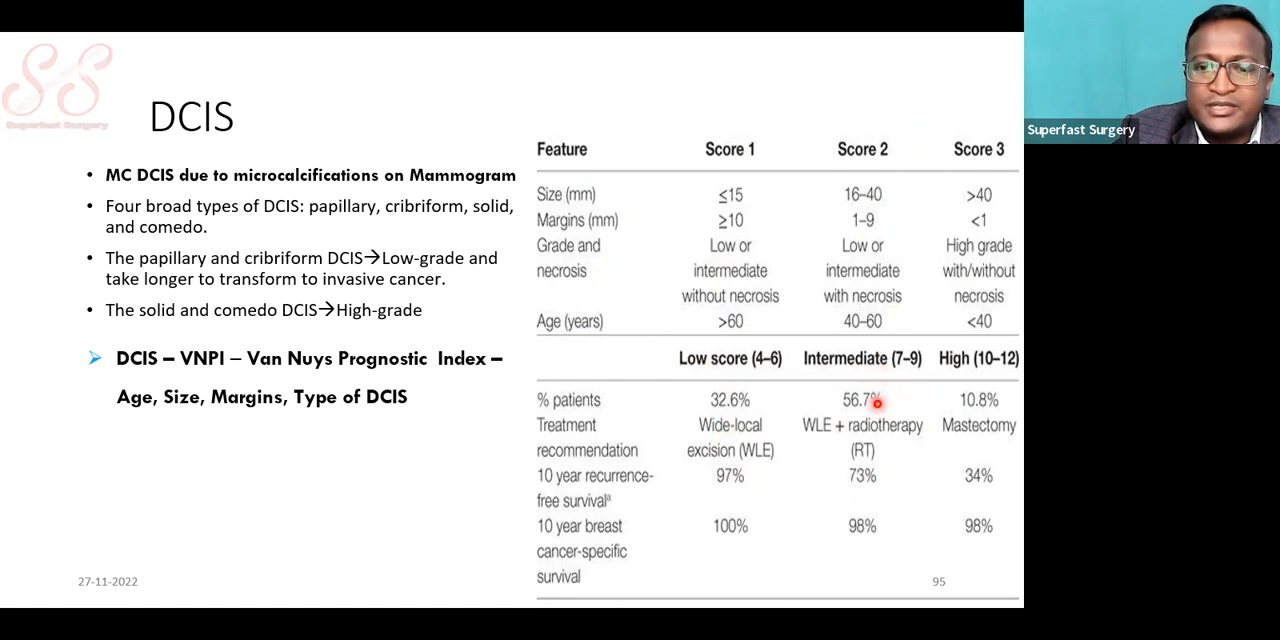 SS
Superfast Surgery
DCIS
• MC DCIS due to microcalcifications on Mammogram
• Four broad types of DCIS: papillary, cribriform, solid,
and comedo.
• The papillary and cribriform DCIS→Low-grade and
take longer to transform to invasive cancer.
• The solid and comedo DCIS→High-grade
➢ DCIS – VNPI – Van Nuys Prognostic Index –
Age, Size, Margins, Type of DCIS
Feature Score 1 Score 2 Score 3
Size (mm) ≤15 16–40 >40
Margins (mm) ≥10 1–9 <1
Grade and Low or Low or High grade
necrosis intermediate intermediate with/without
without necrosis with necrosis necrosis
Age (years) >60 40–60 <40
Low score (4–6) Intermediate (7–9) High (10–12)
% patients 32.6% 56.7% 10.8%
Treatment Wide-local WLE + radiotherapy Mastectomy
recommendation excision (WLE) (RT)
10 year recurrence- 97% 73% 34%
free survivalª
10 year breast 100% 98% 98%
cancer-specific
survival
27-11-2022
95
Superfast Surgery